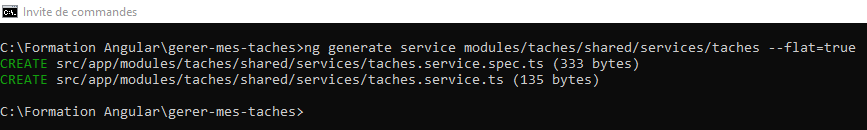 Invite de commandes
C:\Formation Angular\gerer-mes-taches>ng generate service modules/taches/shared/services/taches --flat=true
CREATE src/app/modules/taches/shared/services/taches.service.spec.ts (333 bytes)
CREATE src/app/modules/taches/shared/services/taches.service.ts (135 bytes)
C:\Formation Angular\gerer-mes-taches>